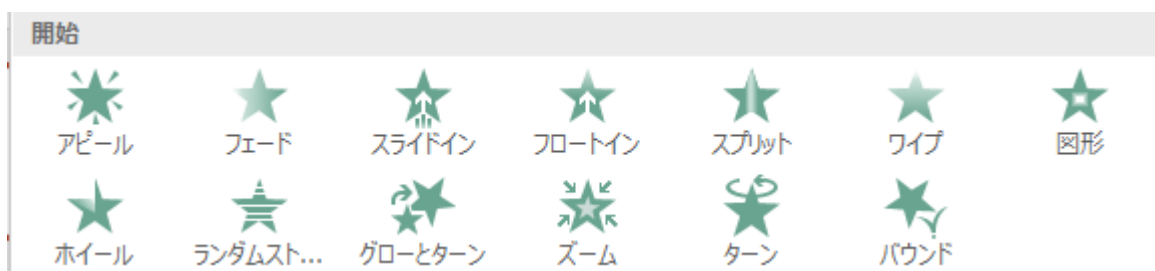 開始
アピール フェード スライドイン フロートイン スプリット ワイプ 図形
ホイール ランダムスト... グローとターン ズーム ターン バウンド